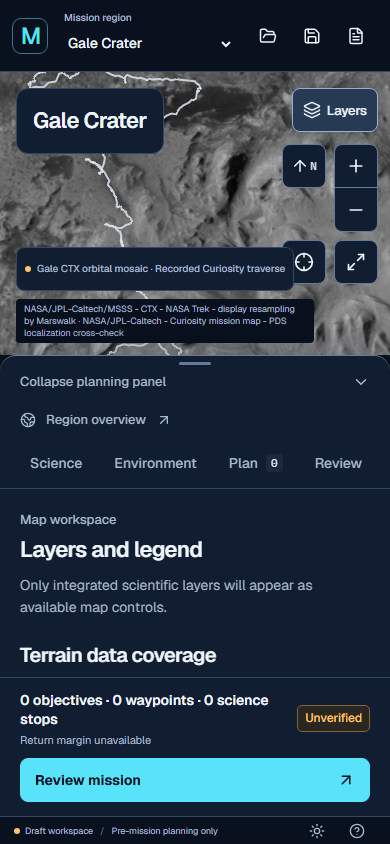 M
Mission region
Gale Crater
Gale Crater
Layers
N
Gale CTX orbital mosaic · Recorded Curiosity traverse
NASA/JPL-Caltech/MSSS - CTX - NASA Trek - display resampling
by Marswalk · NASA/JPL-Caltech - Curiosity mission map - PDS
localization cross-check
Collapse planning panel
Region overview
Science
Environment
Plan 0
Review
Map workspace
Layers and legend
Only integrated scientific layers will appear as
available map controls.
Terrain data coverage
0 objectives · 0 waypoints · 0 science
stops
Unverified
Return margin unavailable
Review mission
Draft workspace / Pre-mission planning only